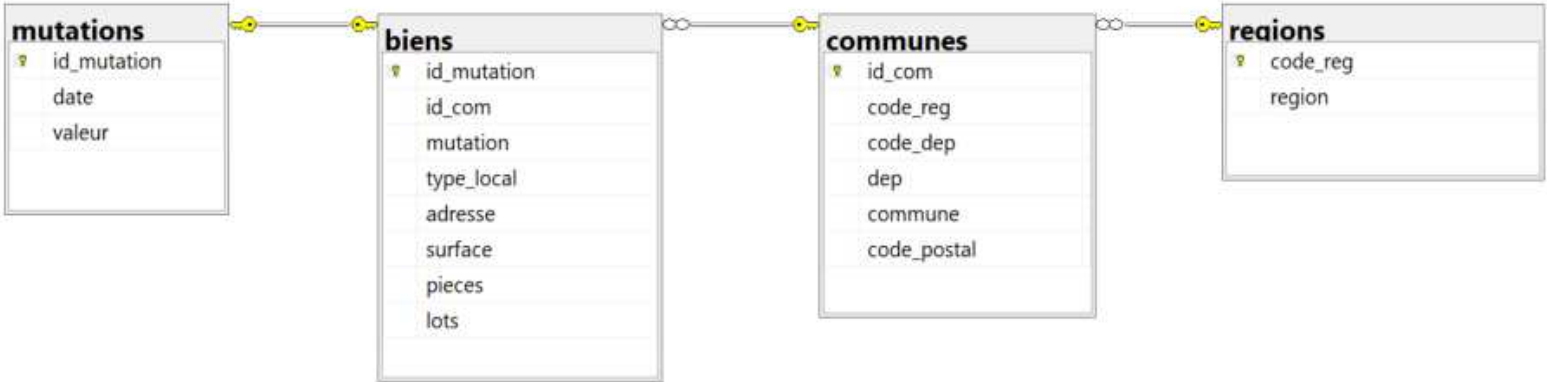 mutations
id_mutation
date
valeur
biens
id_mutation
id_com
mutation
type_local
adresse
surface
pieces
lots
communes
id_com
code_reg
code_dep
dep
commune
code_postal
regions
code_reg
region